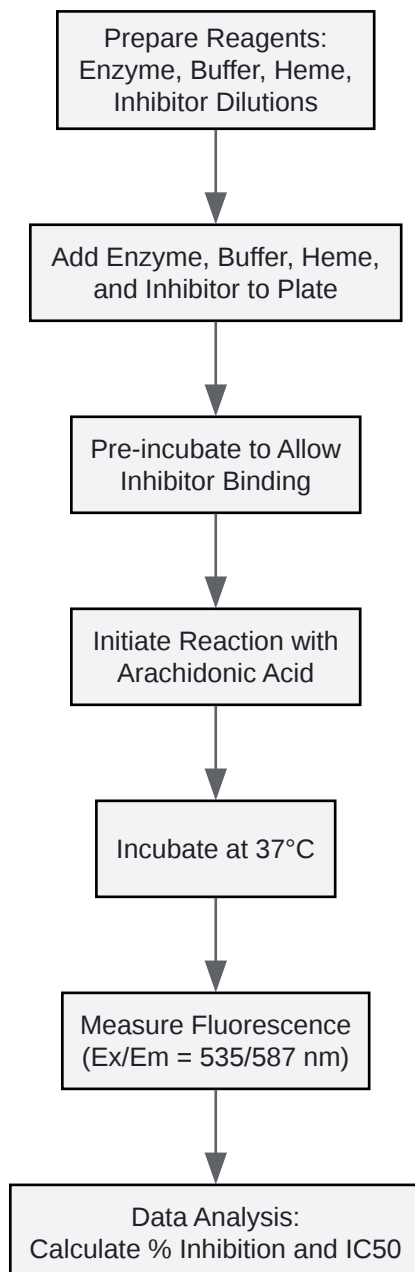 Prepare Reagents:
Enzyme, Buffer, Heme,
Inhibitor Dilutions
Add Enzyme, Buffer, Heme,
and Inhibitor to Plate
Pre-incubate to Allow
Inhibitor Binding
Initiate Reaction with
Arachidonic Acid
Incubate at 37°C
Measure Fluorescence
(Ex/Em = 535/587 nm)
Data Analysis:
Calculate % Inhibition and IC50